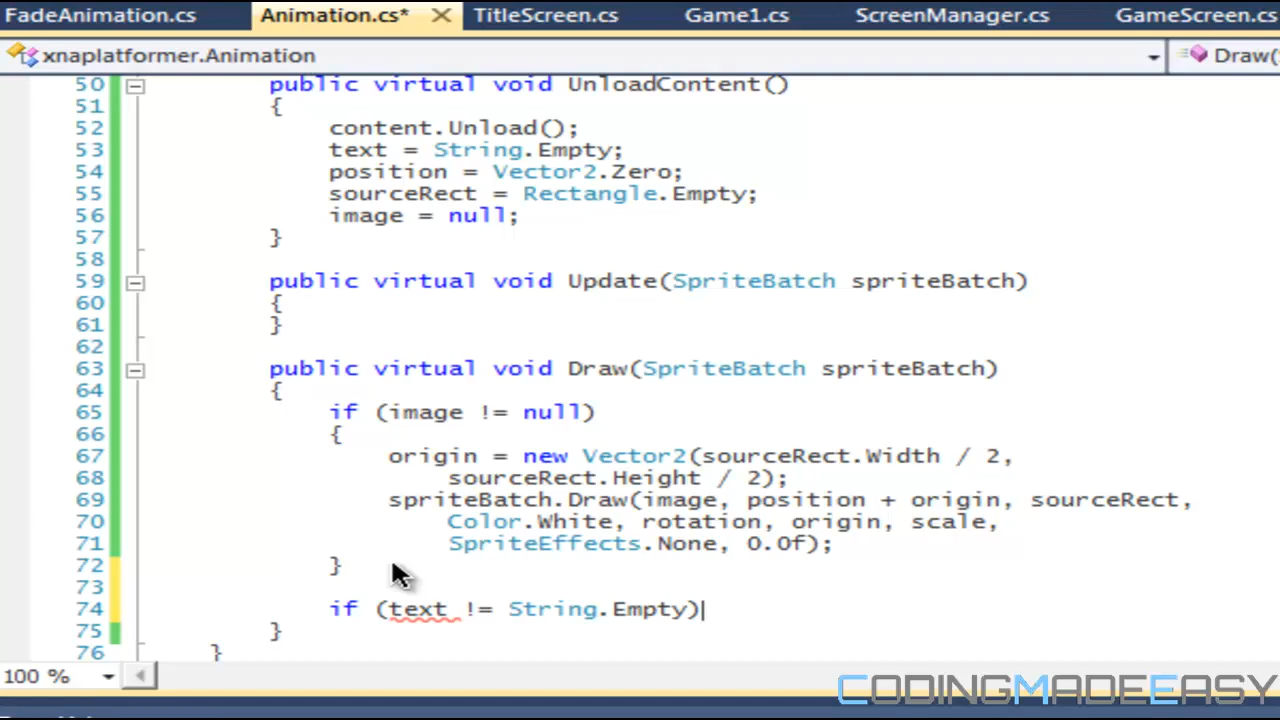 FadeAnimation.cs Animation.cs* TitleScreen.cs Game1.cs ScreenManager.cs GameScreen.cs
xnaplatformer.Animation Draw(
50 public virtual void UnloadContent()
51 {
52 content.Unload();
53 text = String.Empty;
54 position = Vector2.Zero;
55 sourceRect = Rectangle.Empty;
56 image = null;
57 }
58
59 public virtual void Update(SpriteBatch spriteBatch)
60 {
61 }
62
63 public virtual void Draw(SpriteBatch spriteBatch)
64 {
65 if (image != null)
66 {
67 origin = new Vector2(sourceRect.Width / 2,
68 sourceRect.Height / 2);
69 spriteBatch.Draw(image, position + origin, sourceRect,
70 Color.White, rotation, origin, scale,
71 SpriteEffects.None, 0.0f);
72 }
73
74 if (text != String.Empty)
75 }
76 }
100 %
CODINGMADEEASY